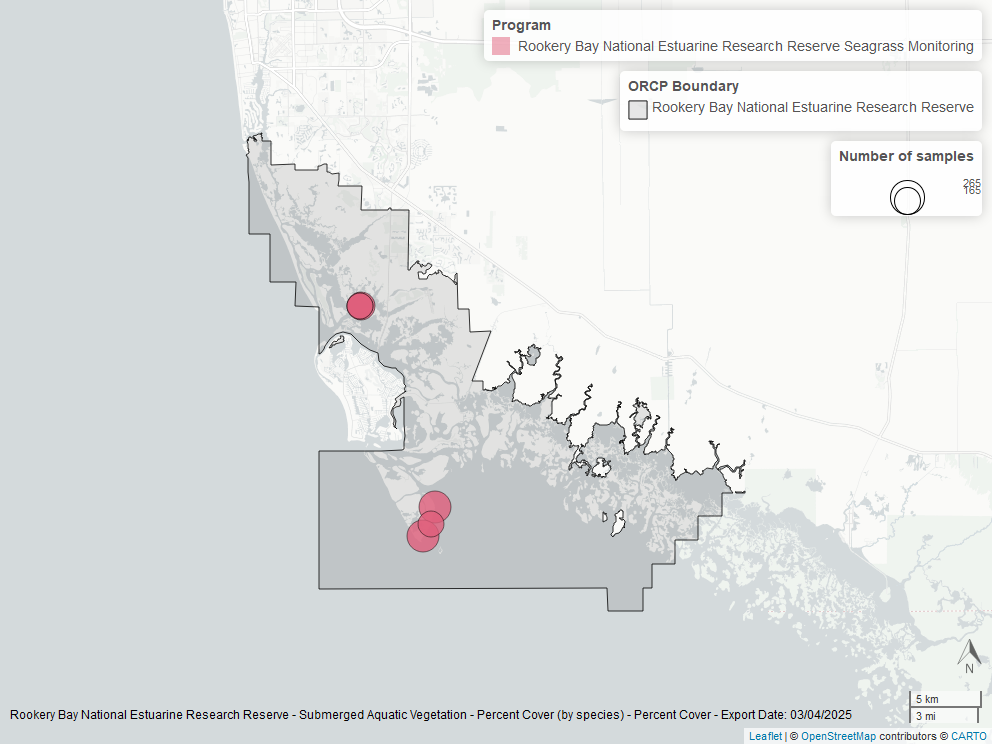 Program
Rookery Bay National Estuarine Research Reserve Seagrass Monitoring
ORCP Boundary
Rookery Bay National Estuarine Research Reserve
Number of samples
265
165
N
5 km
3 mi
Rookery Bay National Estuarine Research Reserve - Submerged Aquatic Vegetation - Percent Cover (by species) - Percent Cover - Export Date: 03/04/2025
Leaflet | © OpenStreetMap contributors © CARTO